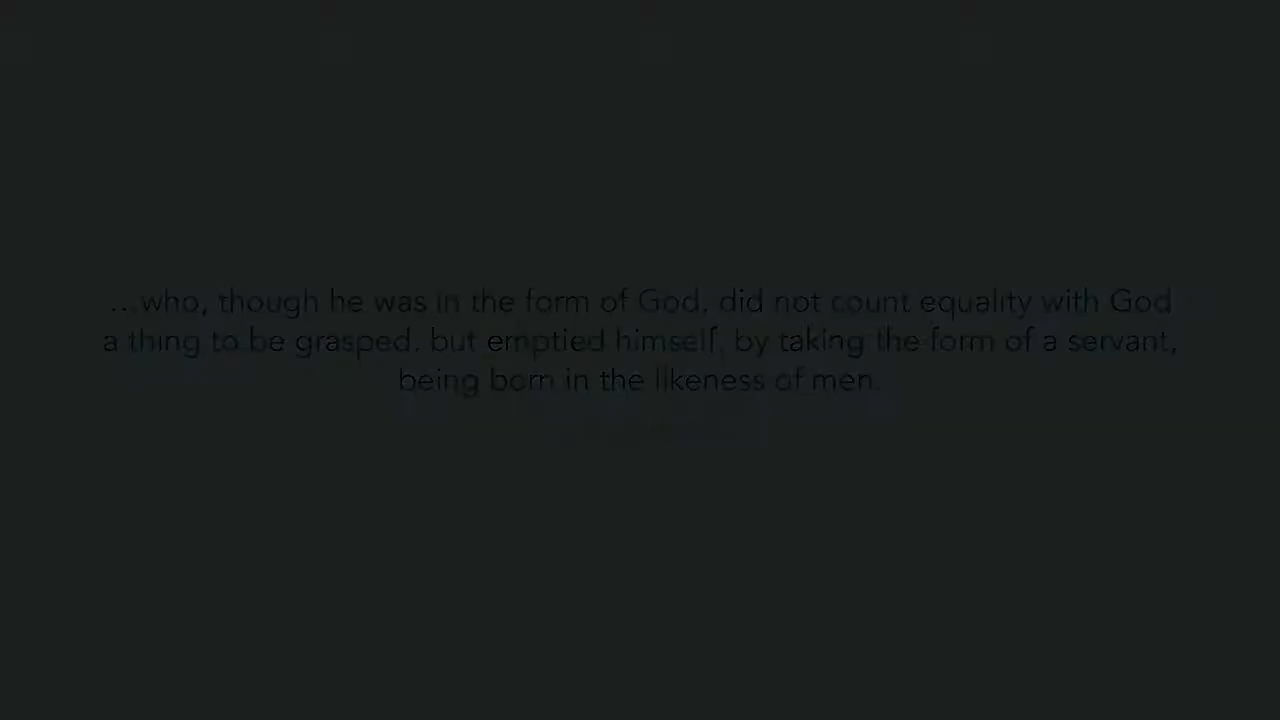 …who, though he was in the form of God, did not count equality with God
a thing to be grasped, but emptied himself, by taking the form of a servant,
being born in the likeness of men.